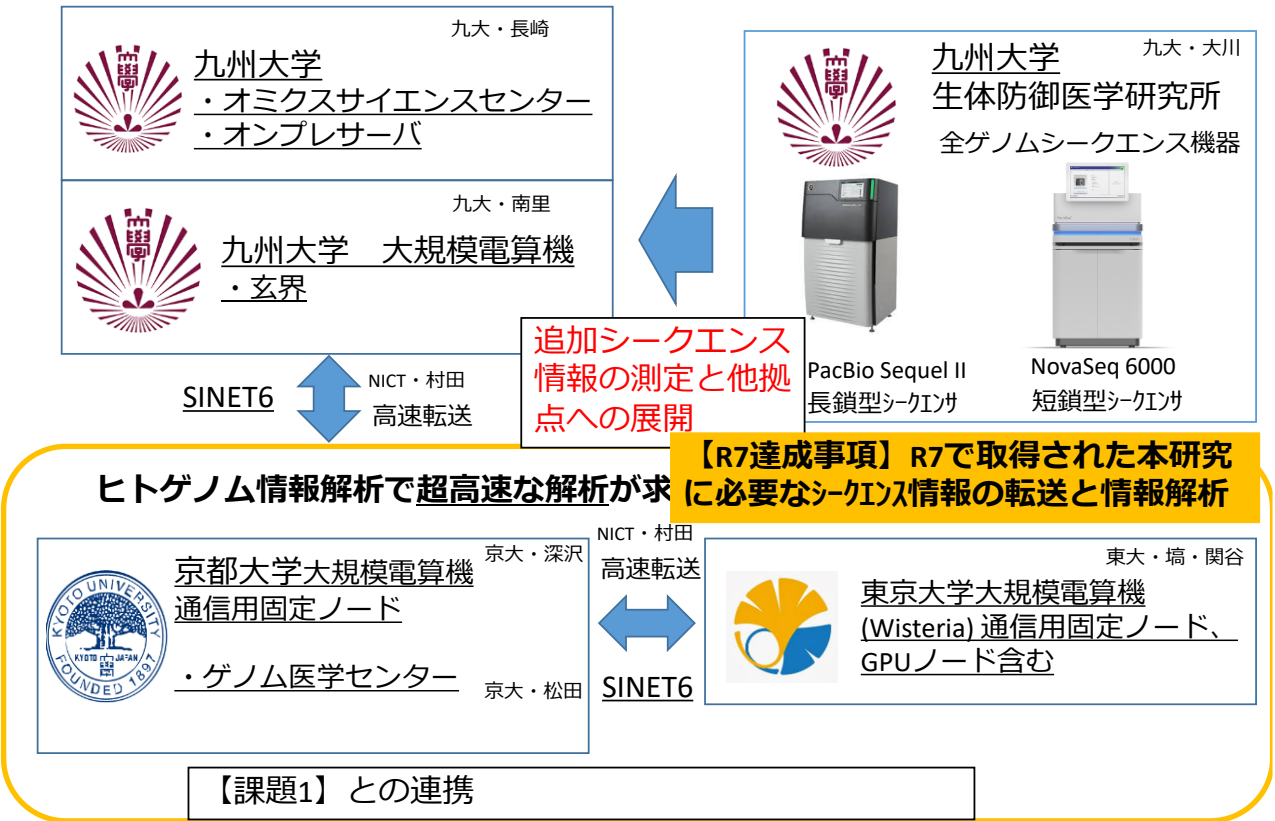 九大・長崎
九州大学
・オミクスサイエンスセンター
・オンプレサーバ
九大・南里
九州大学　大規模電算機
・玄界
九大・大川
九州大学
生体防御医学研究所
全ゲノムシークエンス機器
PacBio Sequel II
長鎖型ｼｰｸｴﾝｻ
NovaSeq 6000
短鎖型ｼｰｸｴﾝｻ
追加シークエンス
情報の測定と他拠
点への展開
SINET6
NICT・村田
高速転送
【R7達成事項】R7で取得された本研究
に必要なｼｰｸｴﾝｽ情報の転送と情報解析
ヒトゲノム情報解析で超高速な解析が求
京大・深沢
京都大学大規模電算機
通信用固定ノード
・ゲノム医学センター
京大・松田
KYOTO UNIVERSITY
KYOTO JAPAN
FOUNDED 1897
NICT・村田
高速転送
SINET6
東大・塙・関谷
東京大学大規模電算機
(Wisteria) 通信用固定ノード、
GPUノード含む
【課題1】との連携